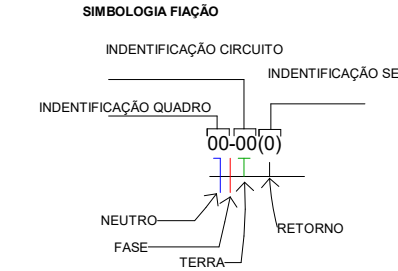 SIMBOLOGIA FIAÇÃO
INDENTIFICAÇÃO CIRCUITO
INDENTIFICAÇÃO SE
INDENTIFICAÇÃO QUADRO
00-00(0)
NEUTRO
RETORNO
FASE
TERRA